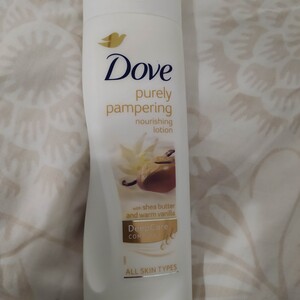 Dove
purely
pampering
nourishing
lotion
with shea butter
and warm vanilla
ALL SKIN TYPES